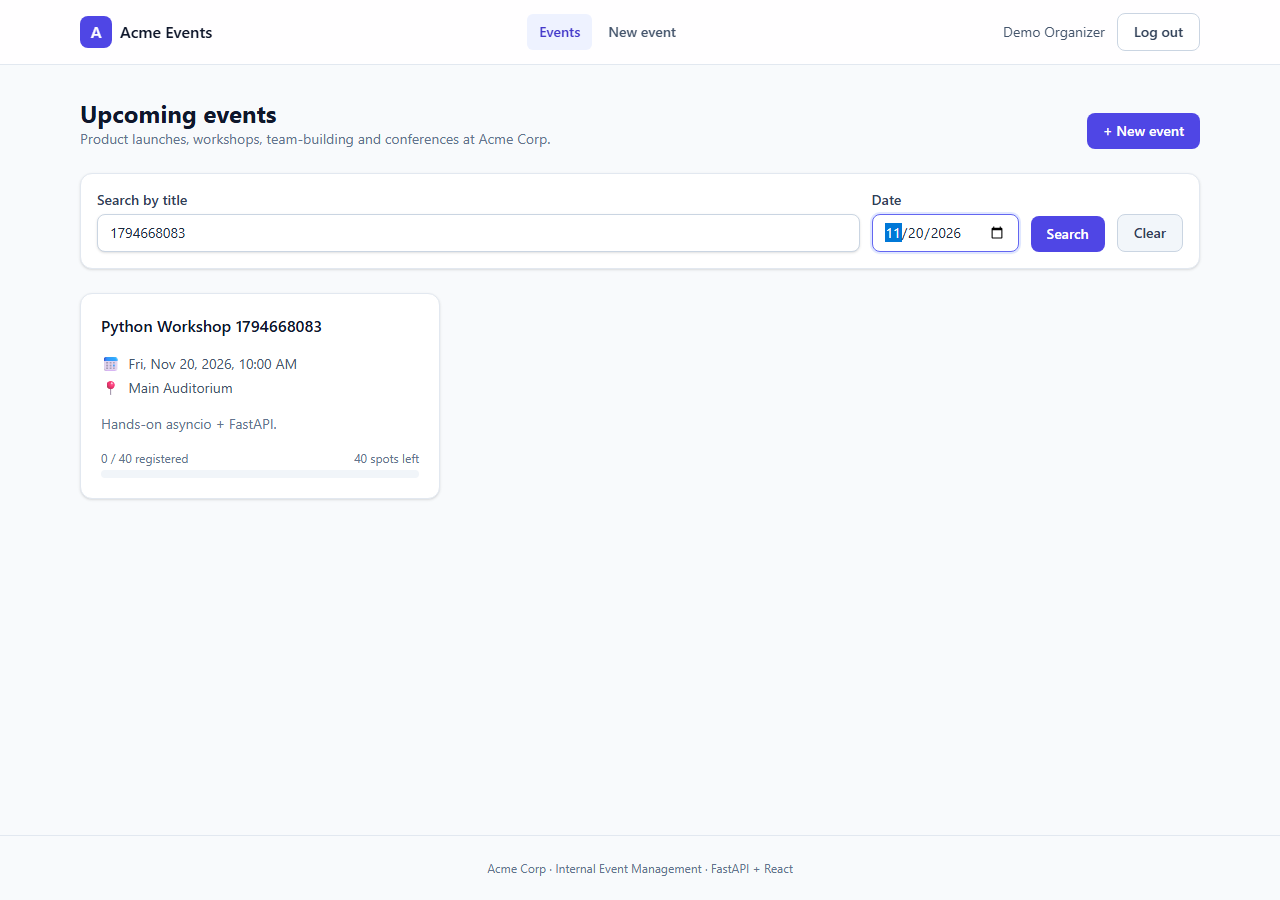 A Acme Events Events New event Demo Organizer Log out
Upcoming events
Product launches, workshops, team-building and conferences at Acme Corp.
+ New event
Search by title
1794668083
Date
11/20/2026
Search
Clear
Python Workshop 1794668083
Fri, Nov 20, 2026, 10:00 AM
Main Auditorium
Hands-on asyncio + FastAPI.
0 / 40 registered 40 spots left
Acme Corp · Internal Event Management · FastAPI + React